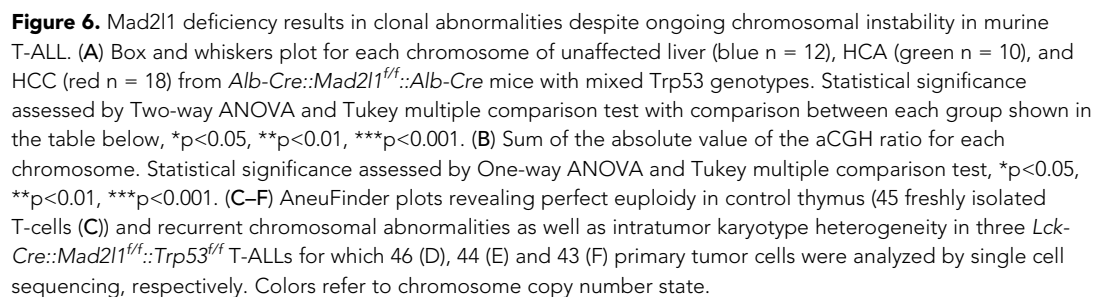 Figure 6. Mad2l1 deficiency results in clonal abnormalities despite ongoing chromosomal instability in murine
T-ALL. (A) Box and whiskers plot for each chromosome of unaffected liver (blue n = 12), HCA (green n = 10), and
HCC (red n = 18) from Alb-Cre::Mad2l1f/f::Alb-Cre mice with mixed Trp53 genotypes. Statistical significance
assessed by Two-way ANOVA and Tukey multiple comparison test with comparison between each group shown in
the table below, *p<0.05, **p<0.01, ***p<0.001. (B) Sum of the absolute value of the aCGH ratio for each
chromosome. Statistical significance assessed by One-way ANOVA and Tukey multiple comparison test, *p<0.05,
**p<0.01, ***p<0.001. (C–F) AneuFinder plots revealing perfect euploidy in control thymus (45 freshly isolated
T-cells (C)) and recurrent chromosomal abnormalities as well as intratumor karyotype heterogeneity in three Lck-
Cre::Mad2l1f/f::Trp53f/f T-ALLs for which 46 (D), 44 (E) and 43 (F) primary tumor cells were analyzed by single cell
sequencing, respectively. Colors refer to chromosome copy number state.